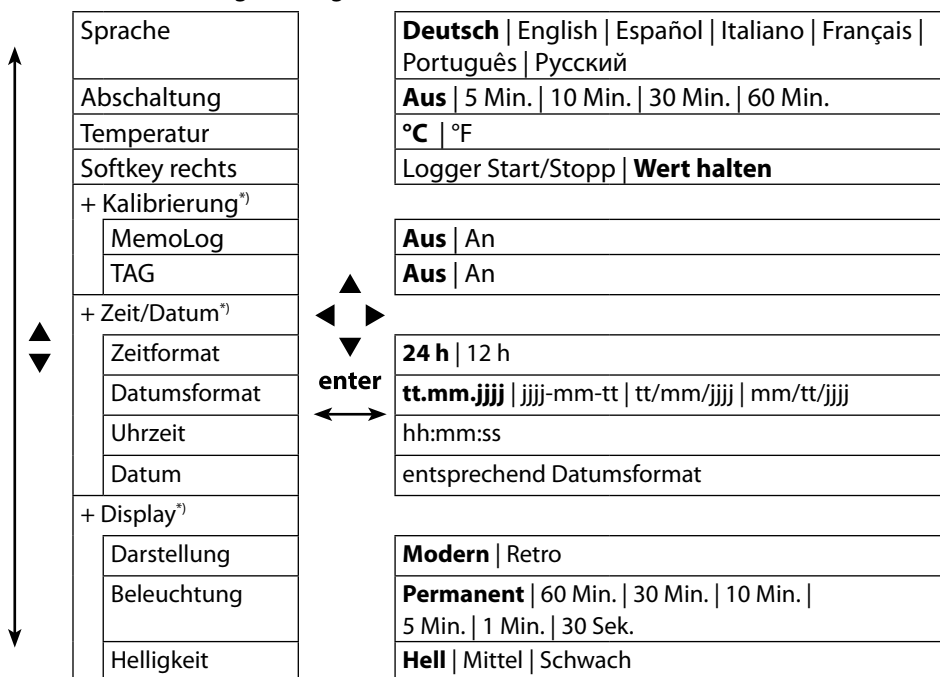 Sprache
Deutsch | English | Español | Italiano | Français |
Português | Русский
Abschaltung
Aus | 5 Min. | 10 Min. | 30 Min. | 60 Min.
Temperatur
°C | °F
Softkey rechts
Logger Start/Stopp | Wert halten
+ Kalibrierung*)
MemoLog
Aus | An
TAG
Aus | An
+ Zeit/Datum*)
Zeitformat
24 h | 12 h
enter
Datumsformat
tt.mm.jjjj | jjjj-mm-tt | tt/mm/jjjj | mm/tt/jjjj
Uhrzeit
hh:mm:ss
Datum
entsprechend Datumsformat
+ Display*)
Darstellung
Modern | Retro
Beleuchtung
Permanent | 60 Min. | 30 Min. | 10 Min. |
5 Min. | 1 Min. | 30 Sek.
Helligkeit
Hell | Mittel | Schwach